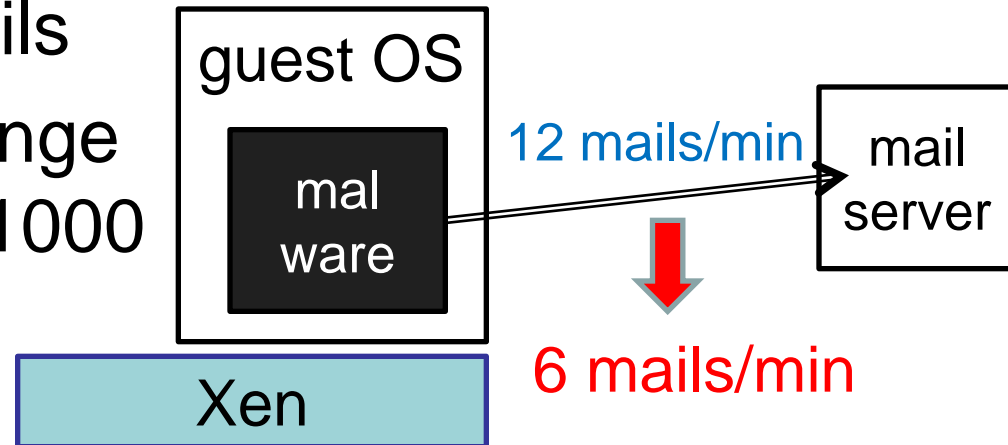 ils
nge
1000
guest OS
mal
ware
12 mails/min
mail
server
6 mails/min
Xen